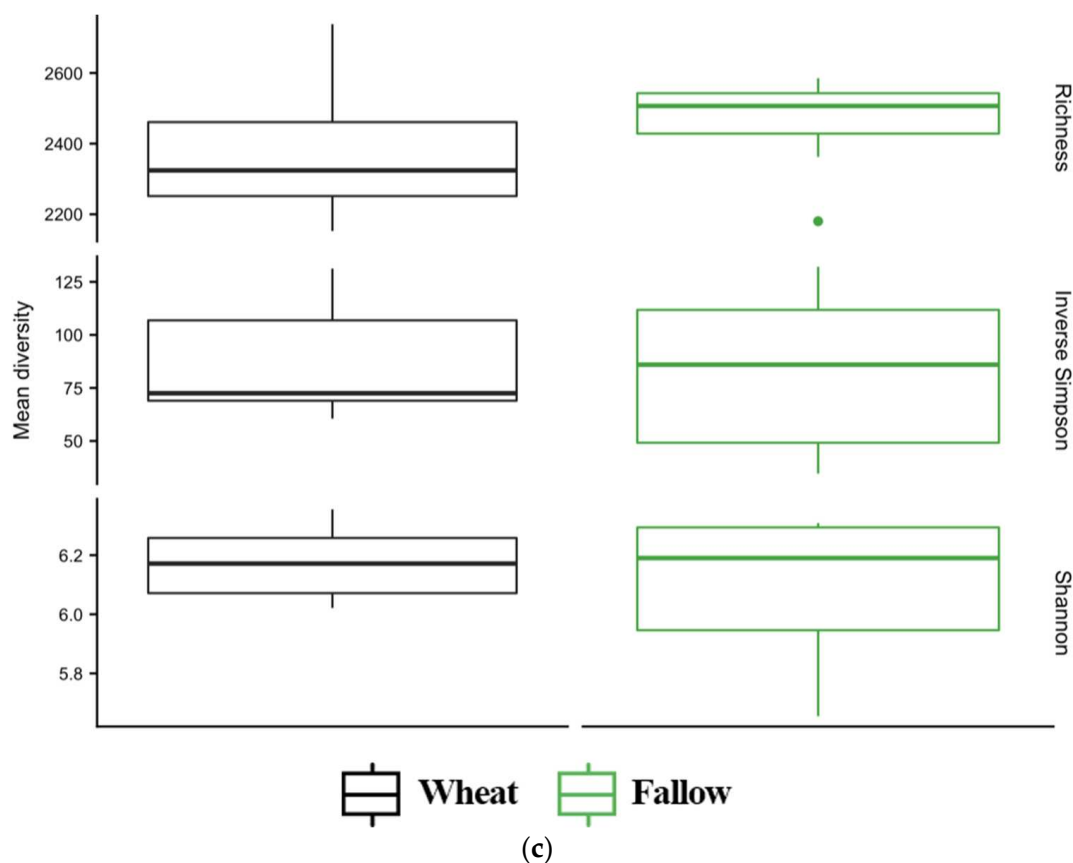 2600
2400
2200
Richness
125
100
75
50
Inverse Simpson
Mean diversity
6.2
6.0
5.8
Shannon
Wheat
Fallow
(c)